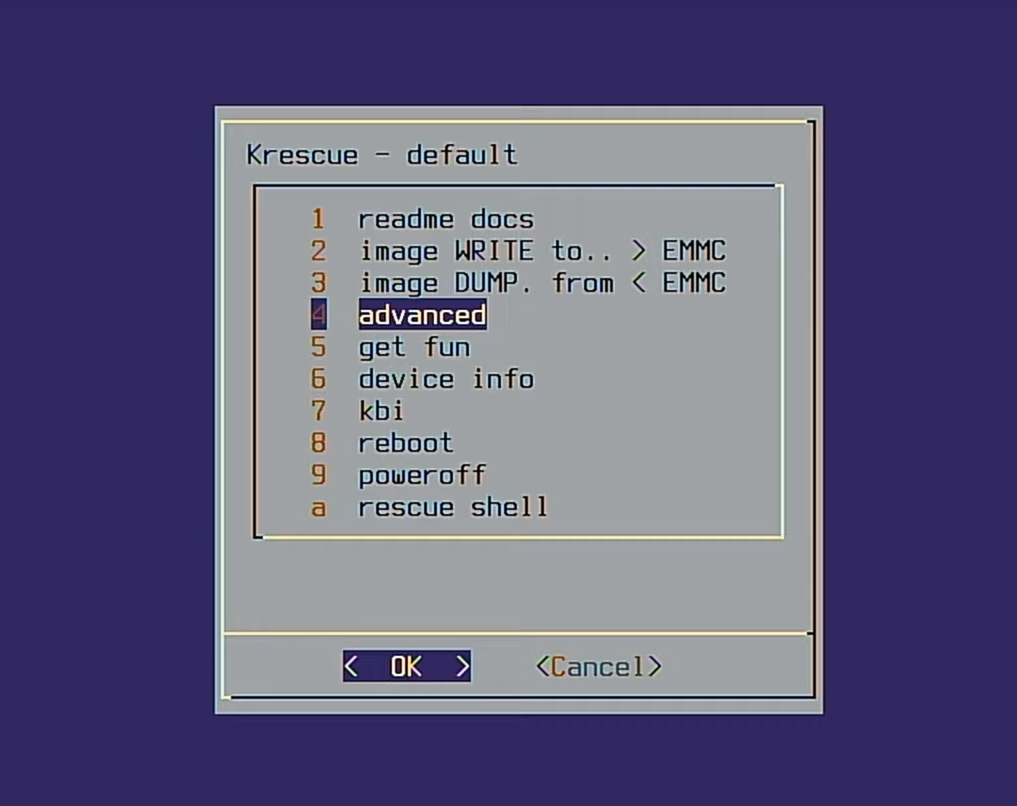 Krescue - default
1 readme docs
2 image WRITE to.. > EMMC
3 image DUMP. from < EMMC
4 advanced
5 get fun
6 device info
7 kbi
8 reboot
9 poweroff
a rescue shell
< OK > <Cancel>